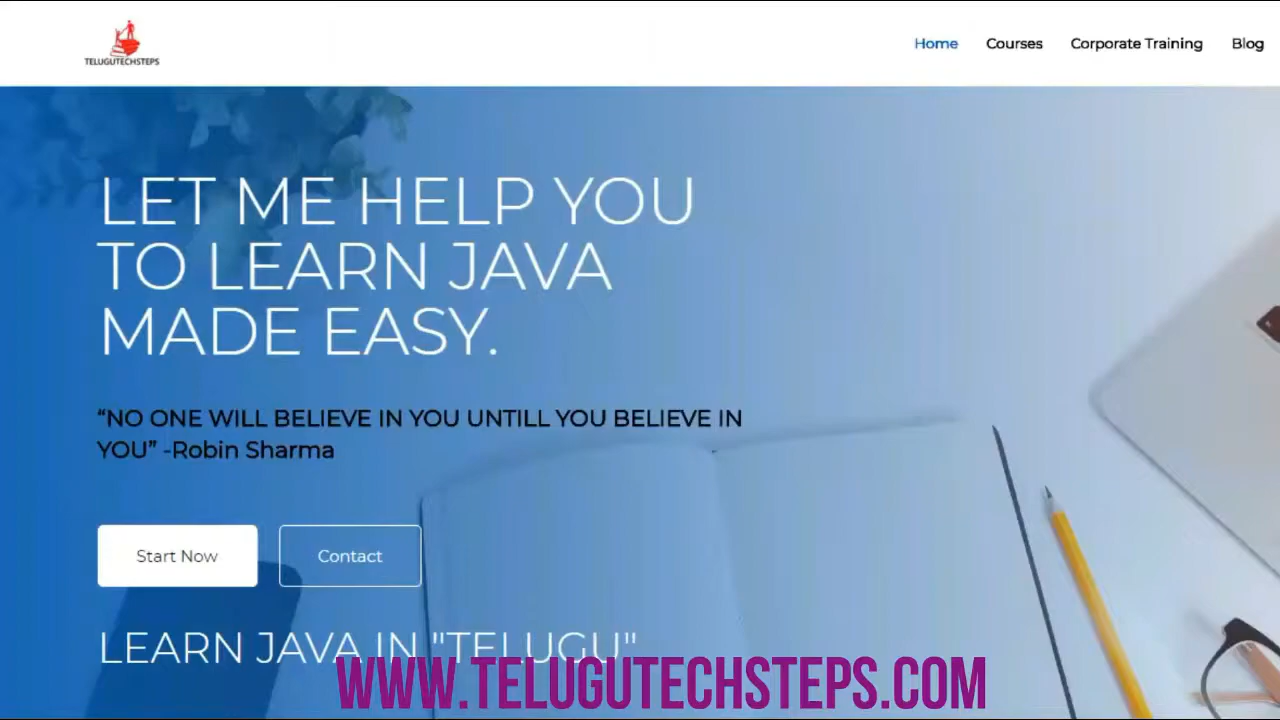 TELUGUTECHSTEPS
Home Courses Corporate Training Blog
LET ME HELP YOU
TO LEARN JAVA
MADE EASY.
“NO ONE WILL BELIEVE IN YOU UNTILL YOU BELIEVE IN
YOU” -Robin Sharma
Start Now Contact
LEARN JAVA IN "TELUGU"
WWW.TELUGUTECHSTEPS.COM